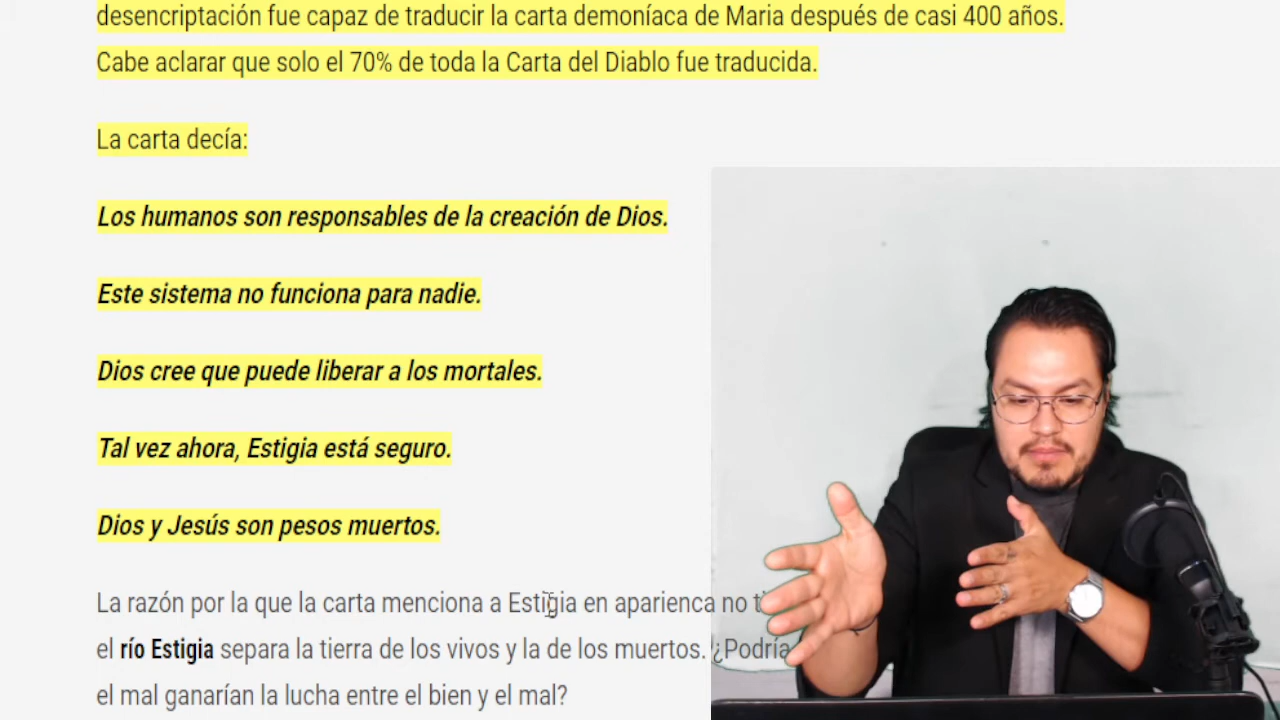 desencriptación fue capaz de traducir la carta demoníaca de Maria después de casi 400 años.
Cabe aclarar que solo el 70% de toda la Carta del Diablo fue traducida.
La carta decía:
Los humanos son responsables de la creación de Dios.
Este sistema no funciona para nadie.
Dios cree que puede liberar a los mortales.
Tal vez ahora, Estigia está seguro.
Dios y Jesús son pesos muertos.
La razón por la que la carta menciona a Estigia en aparienca no
el río Estigia separa la tierra de los vivos y la de los muertos. ¿Podría
el mal ganarían la lucha entre el bien y el mal?